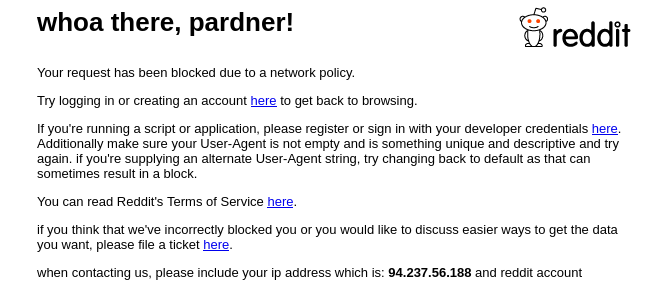 whoa there, pardner!
reddit
Your request has been blocked due to a network policy.
Try logging in or creating an account here to get back to browsing.
If you're running a script or application, please register or sign in with your developer credentials here.
Additionally make sure your User-Agent is not empty and is something unique and descriptive and try
again. if you're supplying an alternate User-Agent string, try changing back to default as that can
sometimes result in a block.
You can read Reddit's Terms of Service here.
if you think that we've incorrectly blocked you or you would like to discuss easier ways to get the data
you want, please file a ticket here.
when contacting us, please include your ip address which is: 94.237.56.188 and reddit account